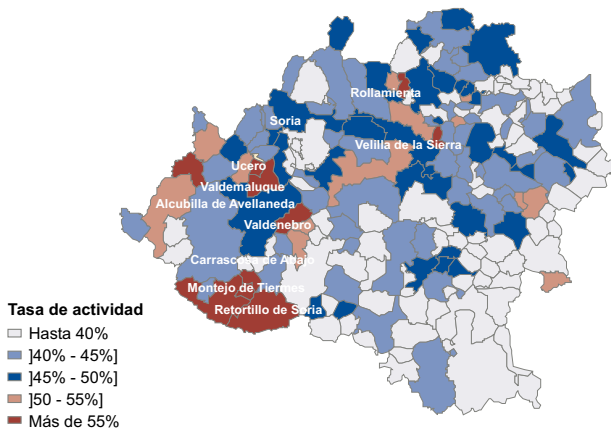 Rollamienta
Soria
Velilla de la Sierra
Ucero
Valdemaluque
Alcubilla de Avellaneda
Valdenebro
Carrascosa de Abajo
Montejo de Tiermes
Retortillo de Soria
Tasa de actividad
Hasta 40%
]40% - 45%]
]45% - 50%]
]50 - 55%]
Más de 55%